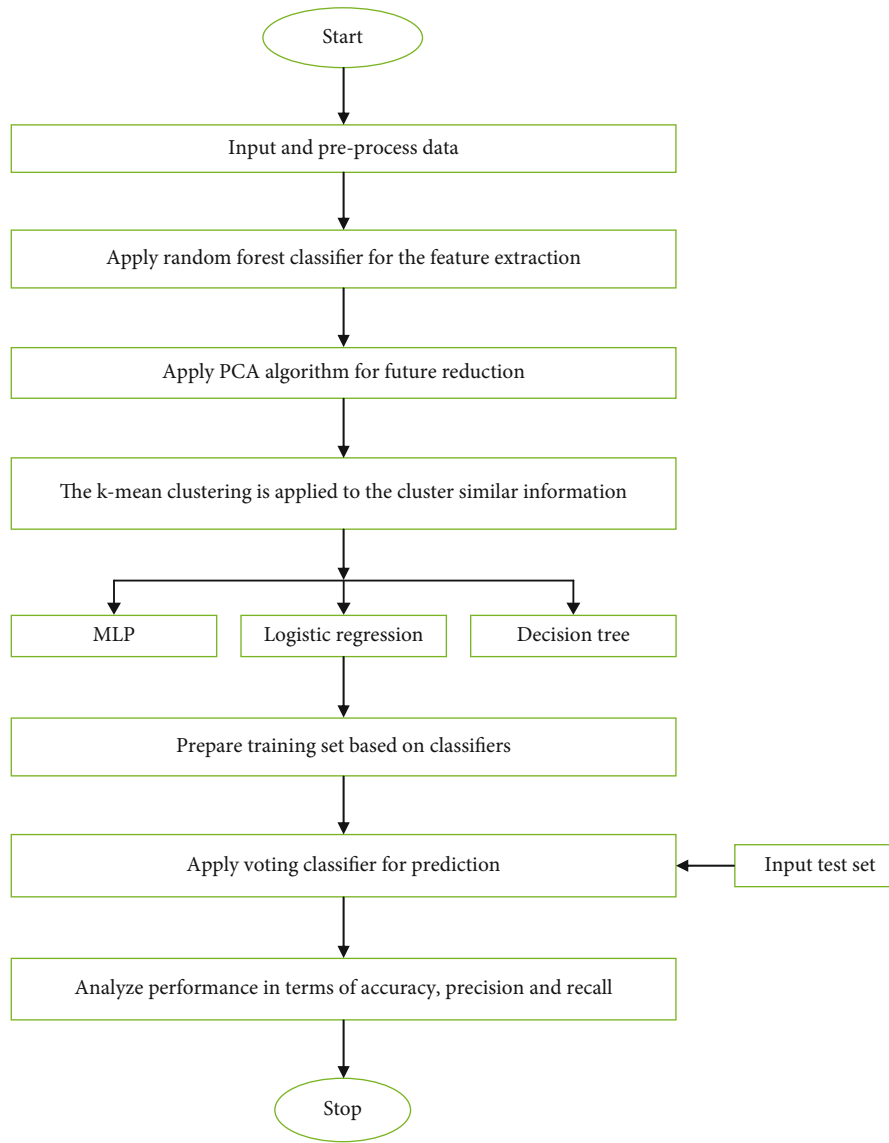 Start
Input and pre-process data
Apply random forest classifier for the feature extraction
Apply PCA algorithm for future reduction
The k-mean clustering is applied to the cluster similar information
MLP
Logistic regression
Decision tree
Prepare training set based on classifiers
Apply voting classifier for prediction
Input test set
Analyze performance in terms of accuracy, precision and recall
Stop